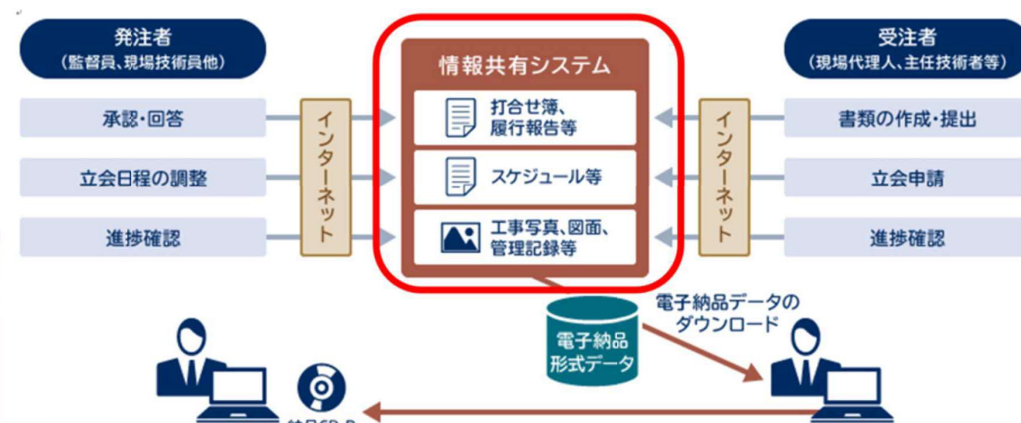 発注者
(監督員、現場技術員他)
承認・回答
立会日程の調整
進捗確認
インターネット
情報共有システム
打合せ簿、
履行報告等
スケジュール等
工事写真、図面、
管理記録等
インターネット
受注者
(現場代理人、主任技術者等)
書類の作成・提出
立会申請
進捗確認
電子納品
形式データ
電子納品データの
ダウンロード